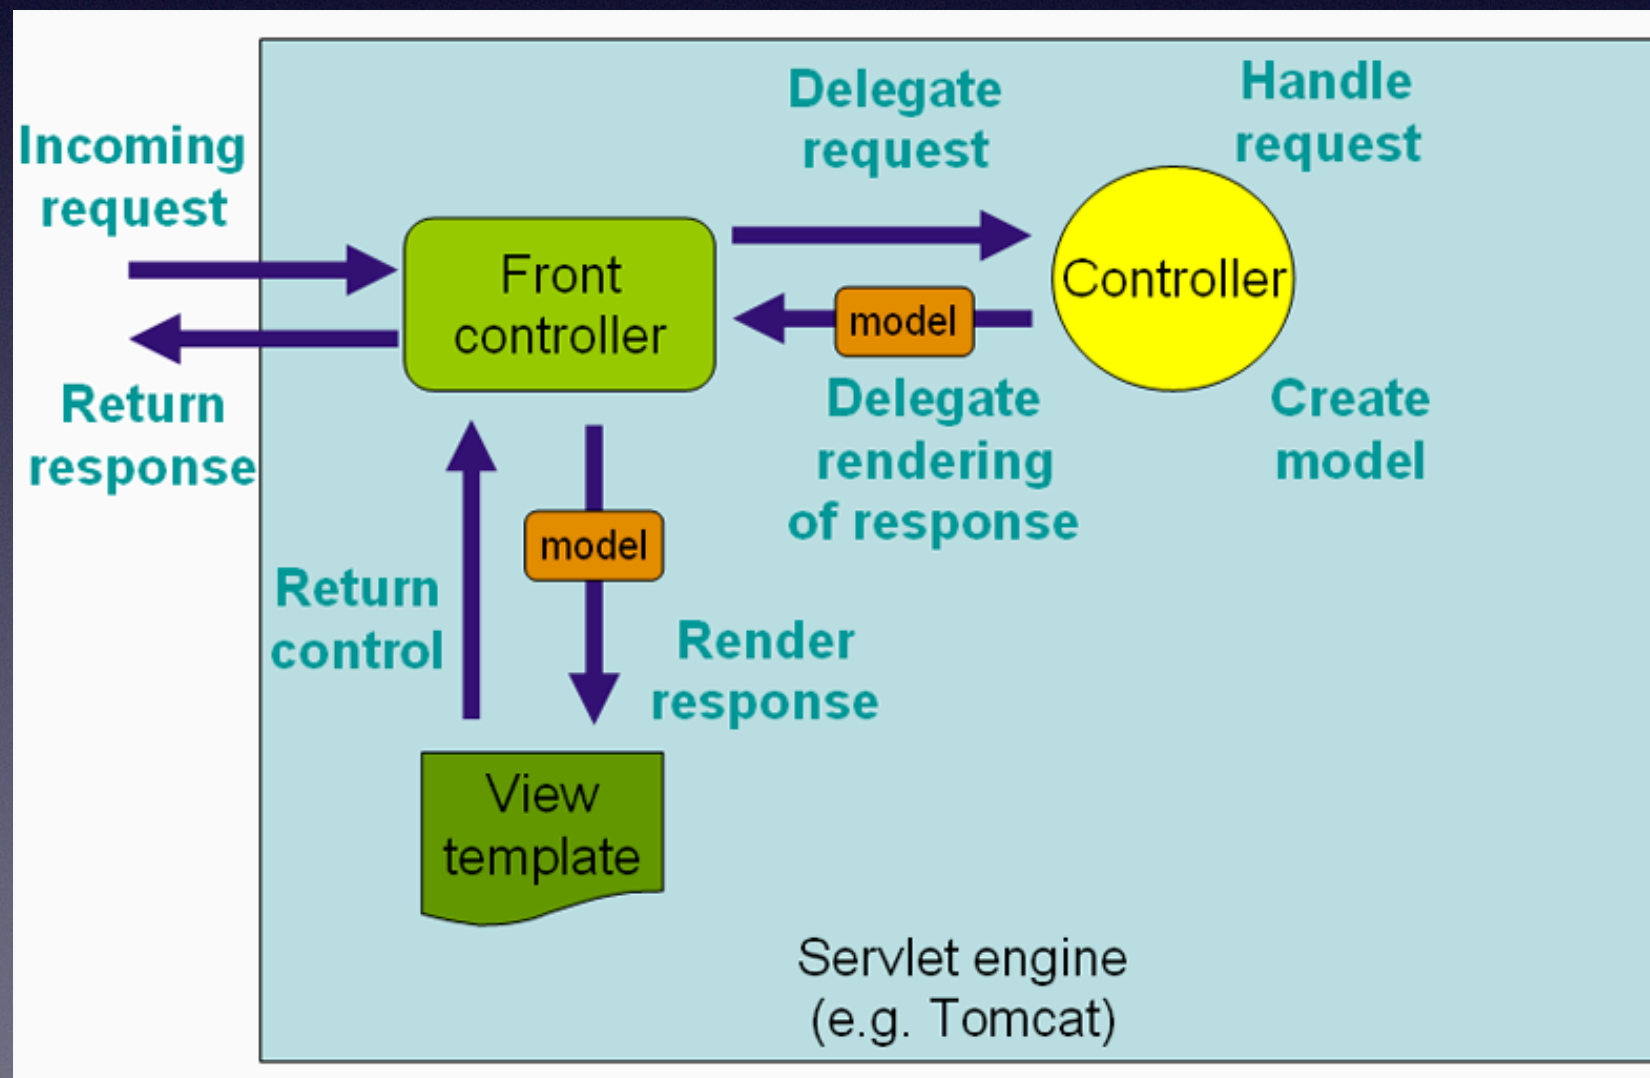 Incoming
request
Delegate
request
Handle
request
Front
controller
Controller
model
Return
response
Delegate
rendering
of response
Create
model
model
Return
control
Render
response
View
template
Servlet engine
(e.g. Tomcat)